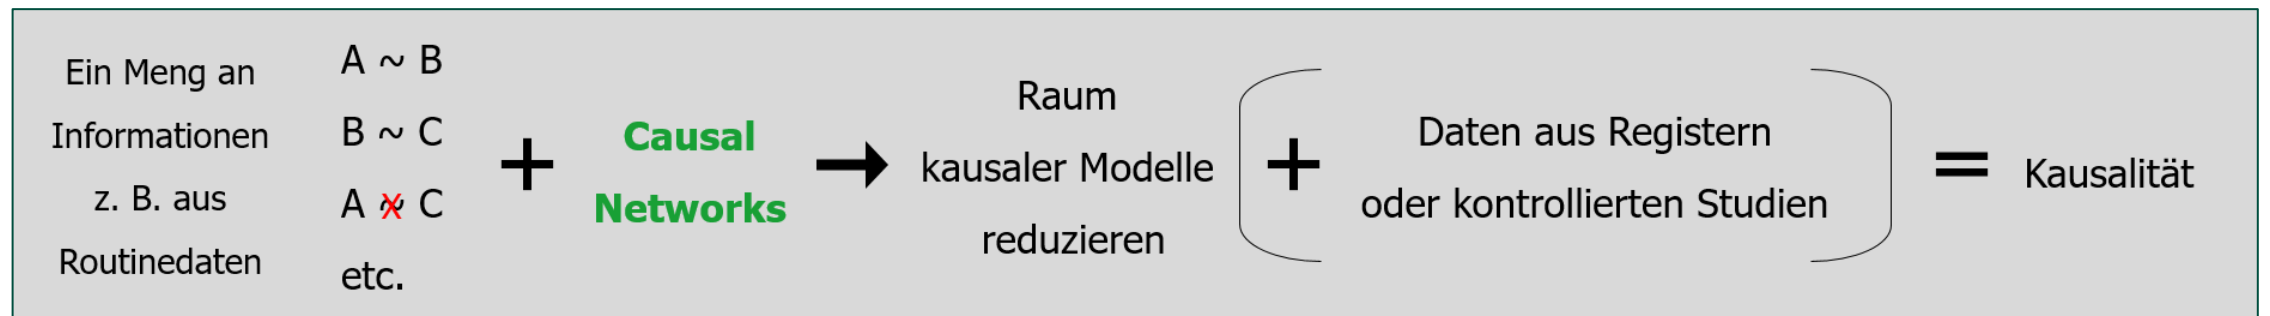 Ein Meng an
Informationen
z. B. aus
Routinedaten
A ~ B
B ~ C
A ~ C
x
etc.
+
Causal
Networks
→
Raum
kausaler Modelle
reduzieren
+
Daten aus Registern
oder kontrollierten Studien
=
Kausalität